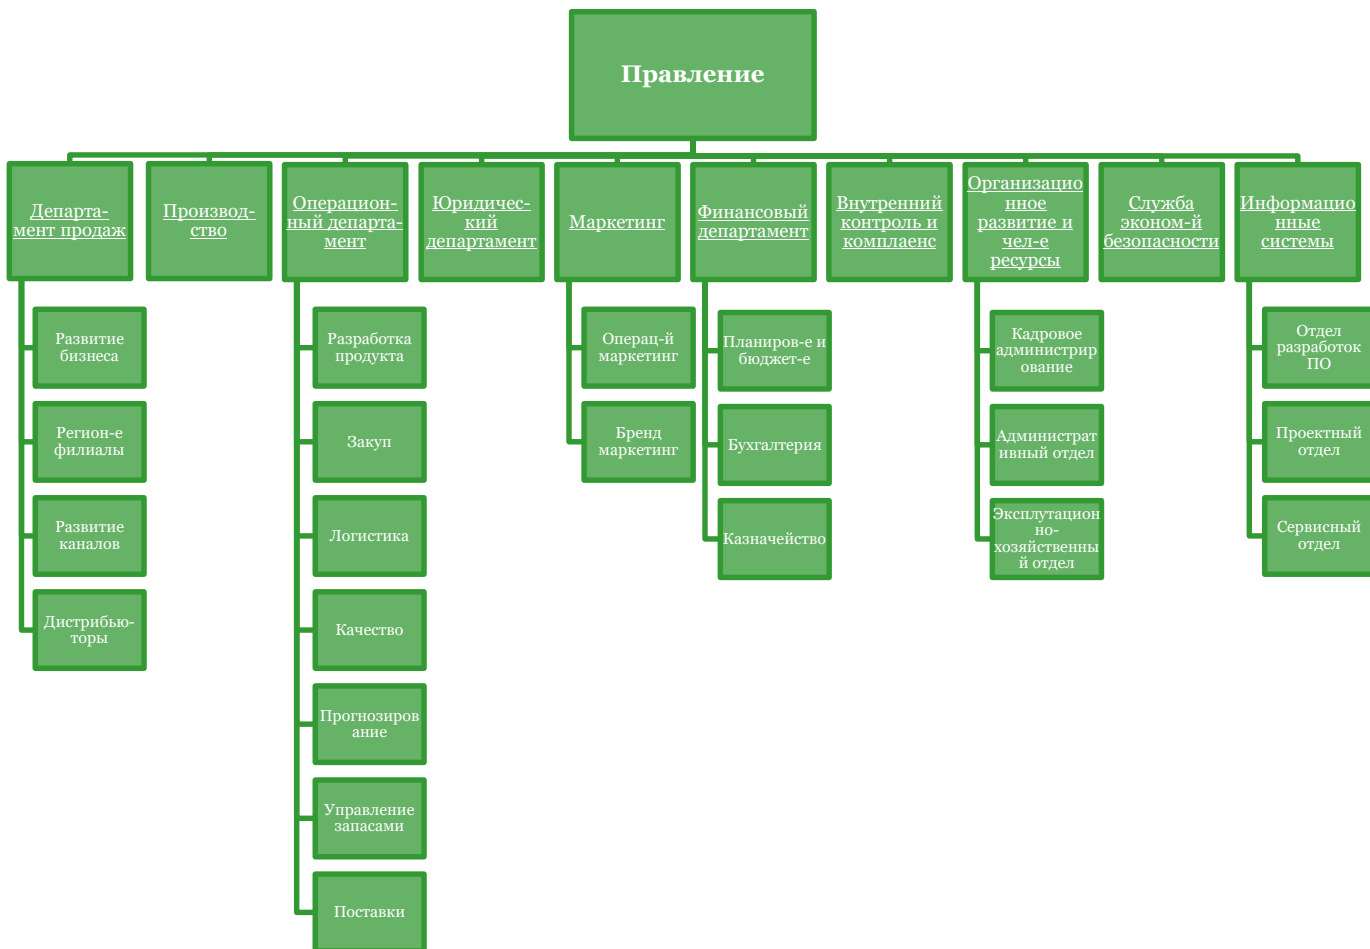 Правление
Департа-
мент продаж
Производ-
ство
Операцион-
ный департа-
мент
Юридичес-
кий
департамент
Маркетинг
Финансовый
департамент
Внутренний
контроль и
комплаенс
Организацио
нное
развитие и
чел-е
ресурсы
Служба
эконом-й
безопасности
Информацио
нные
системы
Развитие
бизнеса
Регион-е
филиалы
Развитие
каналов
Дистрибью-
торы
Разработка
продукта
Закуп
Логистика
Качество
Прогнозиров
ание
Управление
запасами
Поставки
Операц-й
маркетинг
Бренд
маркетинг
Планиров-е и
бюджет-е
Бухгалтерия
Казначейство
Кадровое
администрир
ование
Администрат
ивный отдел
Эксплутацион
но-
хозяйственны
й отдел
Отдел
разработок
ПО
Проектный
отдел
Сервисный
отдел